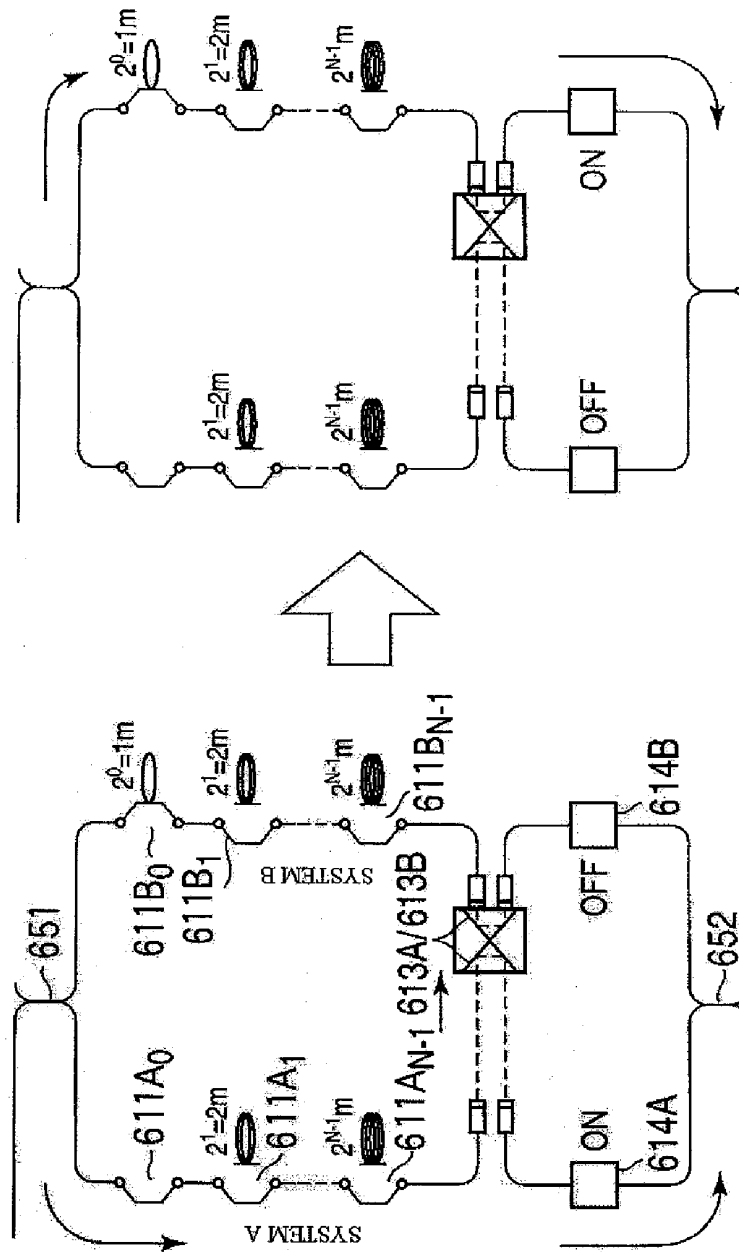 2⁰=1m
2¹=2m
2ᴺ⁻¹m
2¹=2m
2ᴺ⁻¹m
ON
OFF
651
611A₀
2¹=2m
611A₁
2ᴺ⁻¹m
611Aₙ₋₁
SYSTEM A
2⁰=1m
611B₀
2¹=2m
611B₁
2ᴺ⁻¹m
611Bₙ₋₁
SYSTEM B
613A/613B
ON
614A
OFF
614B
652